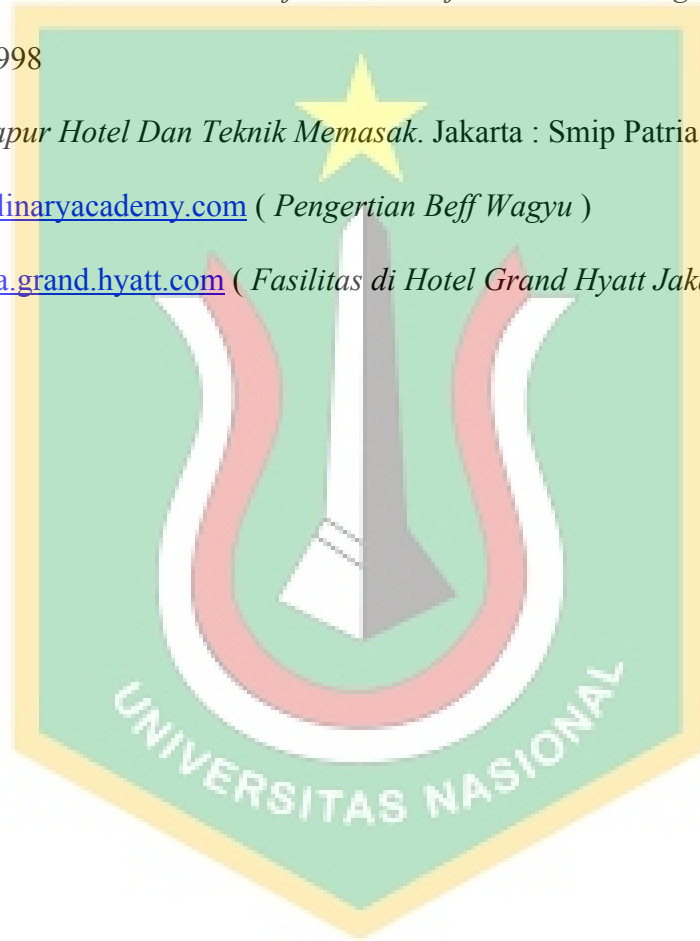 998
apur Hotel Dan Teknik Memasak. Jakarta : Smip Patria
linaryacademy.com ( Pengertian Beff Wagyu )
a.grand.hyatt.com ( Fasilitas di Hotel Grand Hyatt Jak
UNIVERSITAS NASIONAL